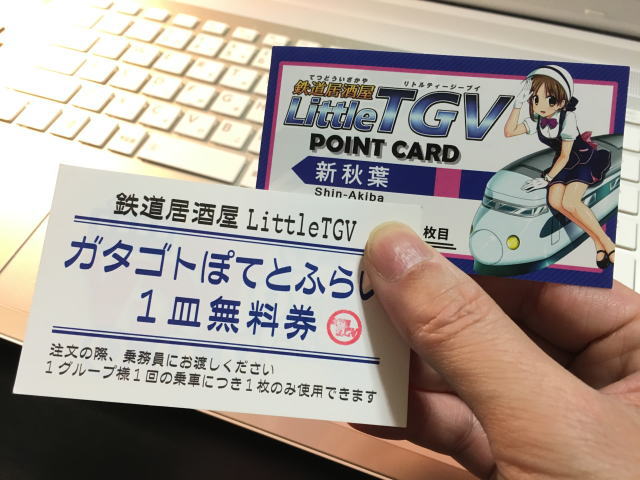 てつどういざかや リトルティージーブイ
鉄道居酒屋
LittleTGV
POINT CARD
新秋葉
Shin-Akiba
枚目
鉄道居酒屋 LittleTGV
ガタゴトぽてとふらい
1皿無料券
注文の際、乗務員にお渡しください
1グループ様1回の乗車につき1枚のみ使用できます